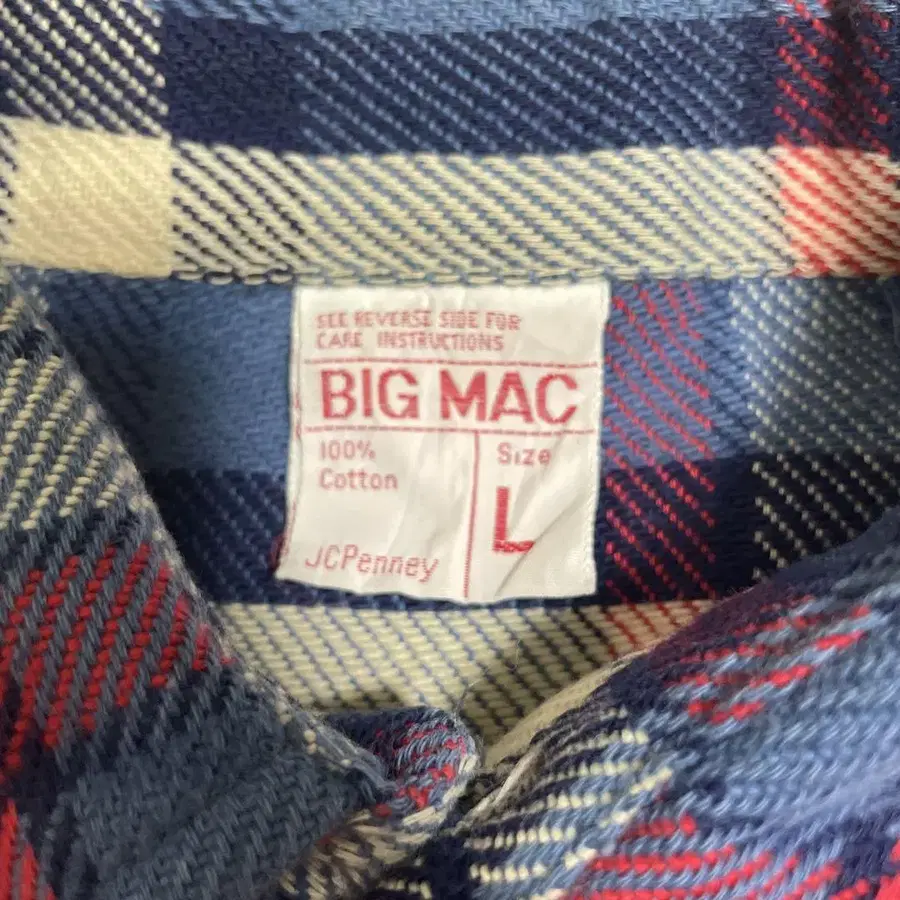 SEE REVERSE SIDE FOR
CARE INSTRUCTIONS
BIG MAC
100%
Cotton
JCPenney
Size
L